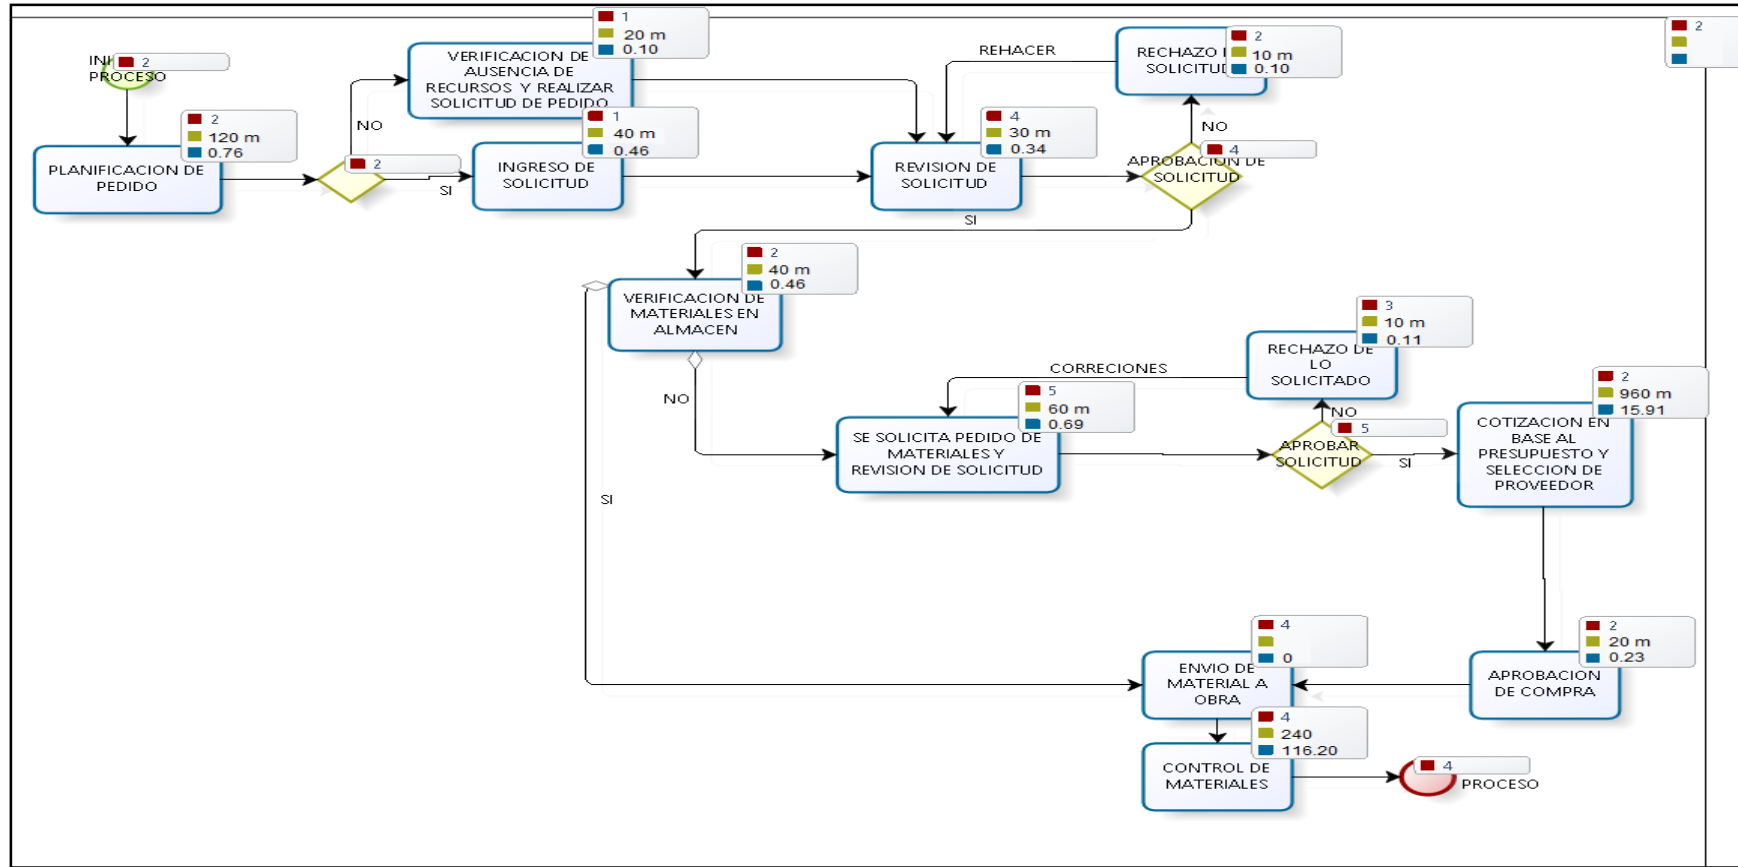 INI
PROCESO
2
PLANIFICACION DE
PEDIDO
2
120 m
0.76
NO
SI
2
VERIFICACION DE
AUSENCIA DE
RECURSOS Y REALIZAR
SOLICITUD DE PEDIDO
1
20 m
0.10
INGRESO DE
SOLICITUD
1
40 m
0.46
REVISION DE
SOLICITUD
4
30 m
0.34
REHACER
RECHAZO
SOLICITUD
2
10 m
0.10
NO
APROBACION DE
SOLICITUD
4
SI
2
VERIFICACION DE
MATERIALES EN
ALMACEN
2
40 m
0.46
NO
SI
SE SOLICITA PEDIDO DE
MATERIALES Y
REVISION DE SOLICITUD
5
60 m
0.69
CORRECIONES
RECHAZO DE
LO
SOLICITADO
3
10 m
0.11
NO
APROBAR
SOLICITUD
5
SI
COTIZACION EN
BASE AL
PRESUPUESTO Y
SELECCION DE
PROVEEDOR
2
960 m
15.91
APROBACION
DE COMPRA
2
20 m
0.23
ENVIO DE
MATERIAL A
OBRA
4
0
CONTROL DE
MATERIALES
4
240
116.20
4
PROCESO